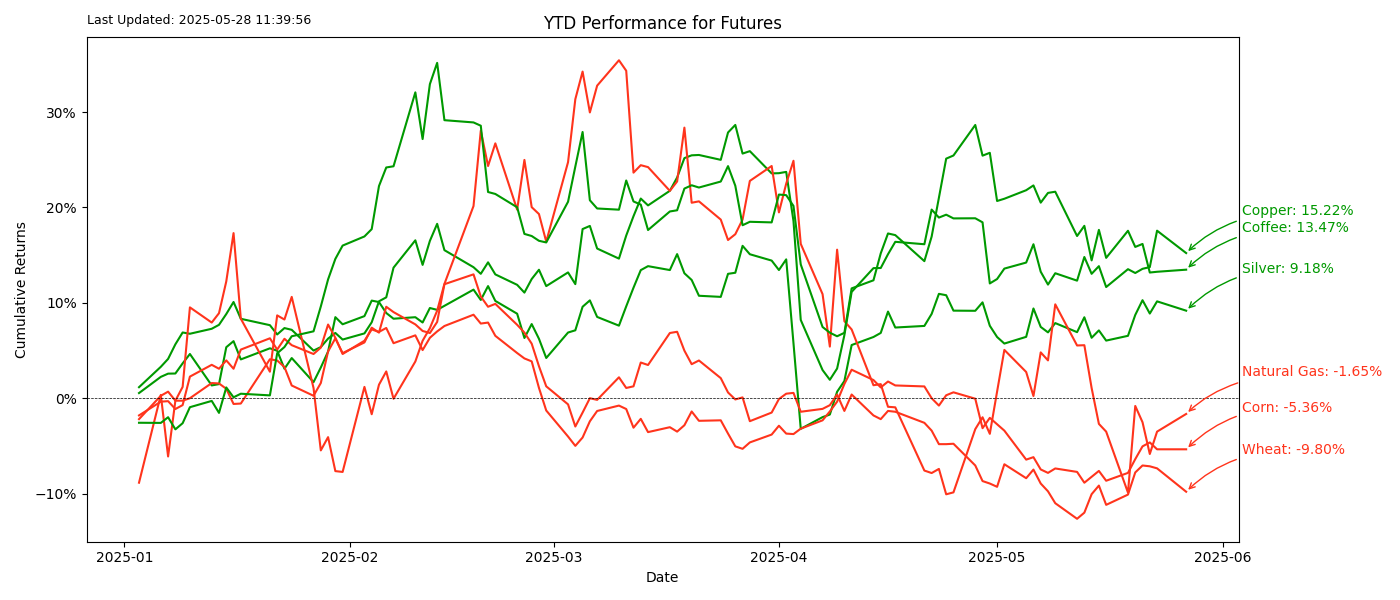 Last Updated: 2025-05-28 11:39:56
YTD Performance for Futures
Cumulative Returns
30%
20%
10%
0%
−10%
Copper: 15.22%
Coffee: 13.47%
Silver: 9.18%
Natural Gas: -1.65%
Corn: -5.36%
Wheat: -9.80%
2025-01
2025-02
2025-03
2025-04
2025-05
2025-06
Date